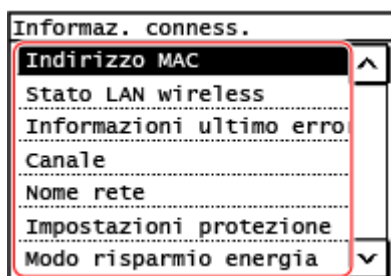 Informaz. conness.
Indirizzo MAC
Stato LAN wireless
Informazioni ultimo erro
Canale
Nome rete
Impostazioni protezione
Modo risparmio energia